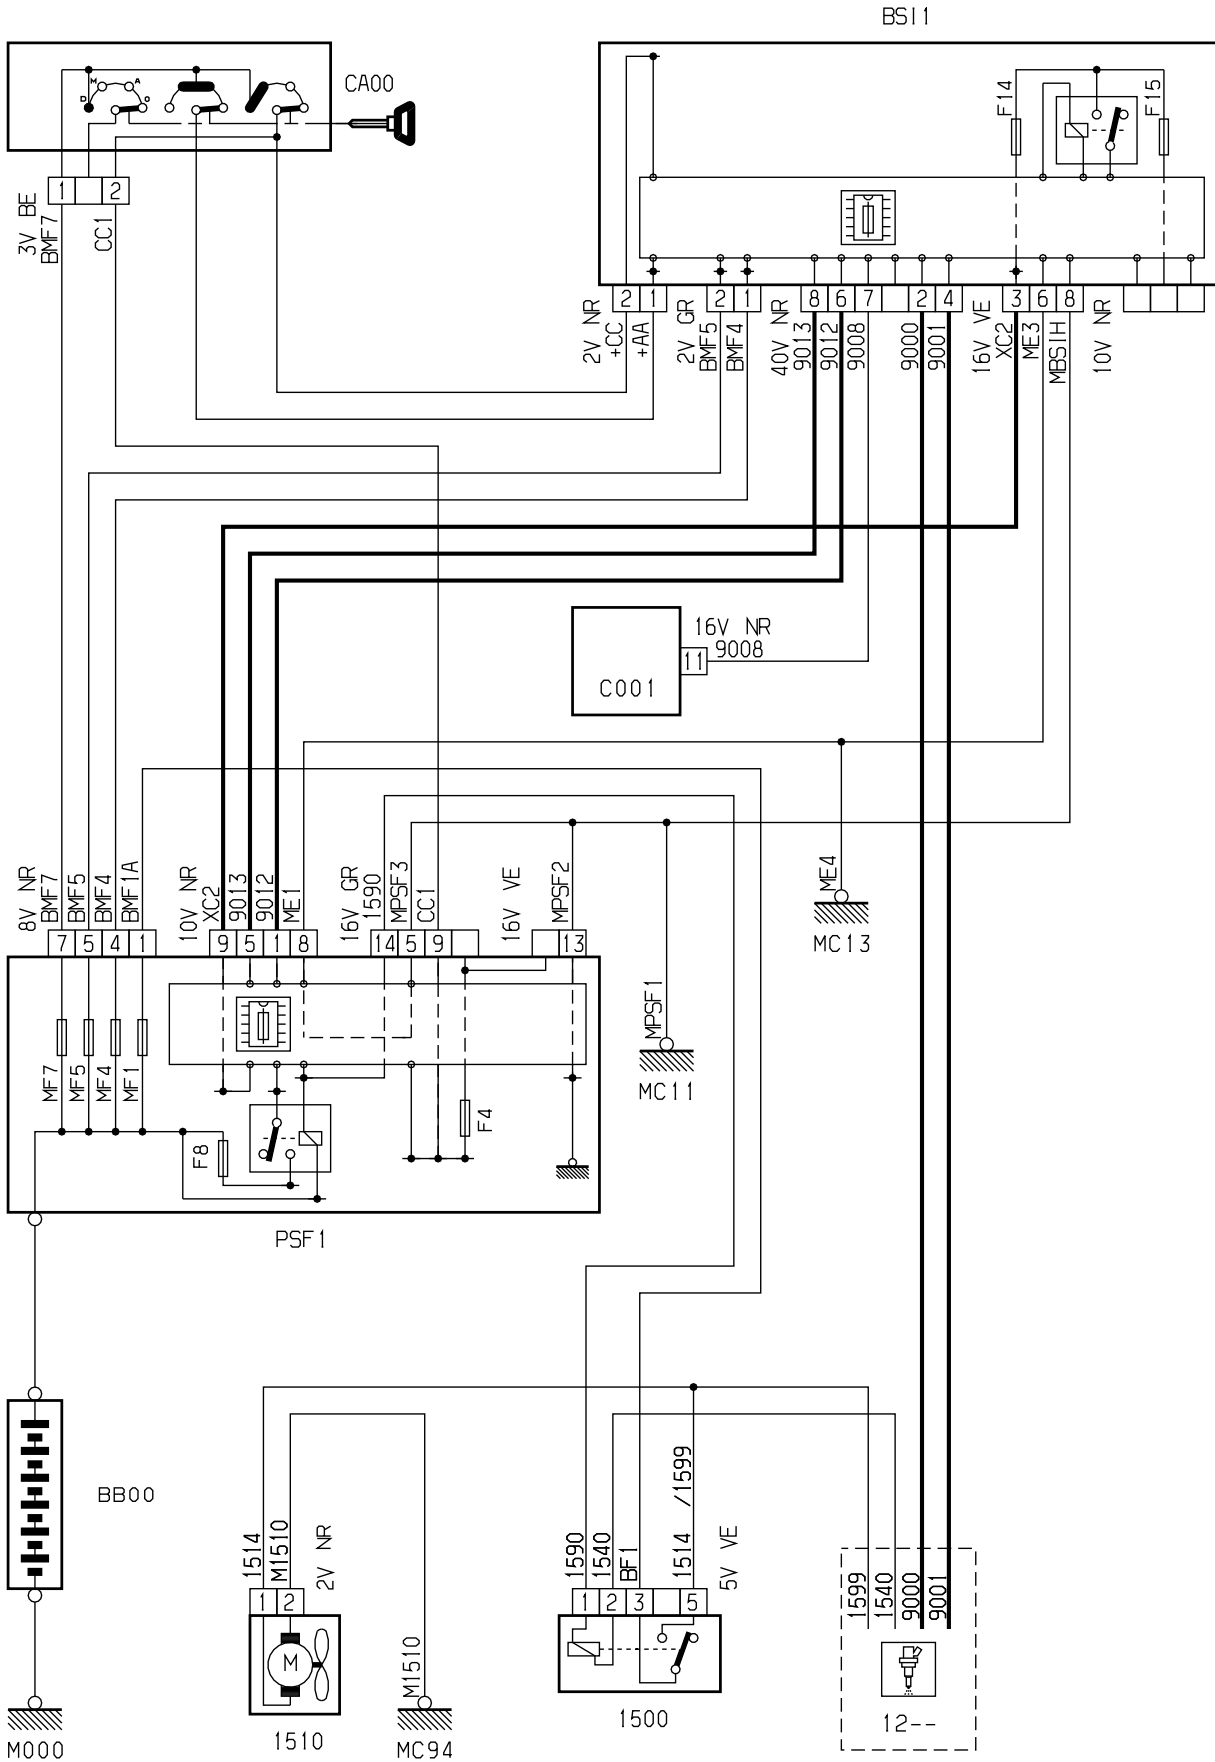 BSI1
CA00
M
A
D
C
F14
F15
1
2
3V BE
BMF7
CC1
2
1
2
1
8
6
7
2
4
3
6
8
2V NR
+CC
+AA
2V GR
BMF5
BMF4
40V NR
9013
9012
9008
9000
9001
16V VE
XC2
ME3
MBSIH
10V NR
16V NR
9008
11
C001
8V NR
BMF7
BMF5
BMF4
BMF1A
10V NR
XC2
9013
9012
ME1
16V GR
1590
MPSF3
CC1
16V VE
MPSF2
ME4
MC13
7
5
4
1
9
5
1
8
14
5
9
13
MPSF1
MC11
MF7
MF5
MF4
MF1
F8
F4
PSF1
BB00
M000
1514
M1510
2V NR
1
2
M
1510
M1510
MC94
1590
1540
BF1
1514 /1599
5V VE
1
2
3
5
1500
1599
1540
9000
9001
12--